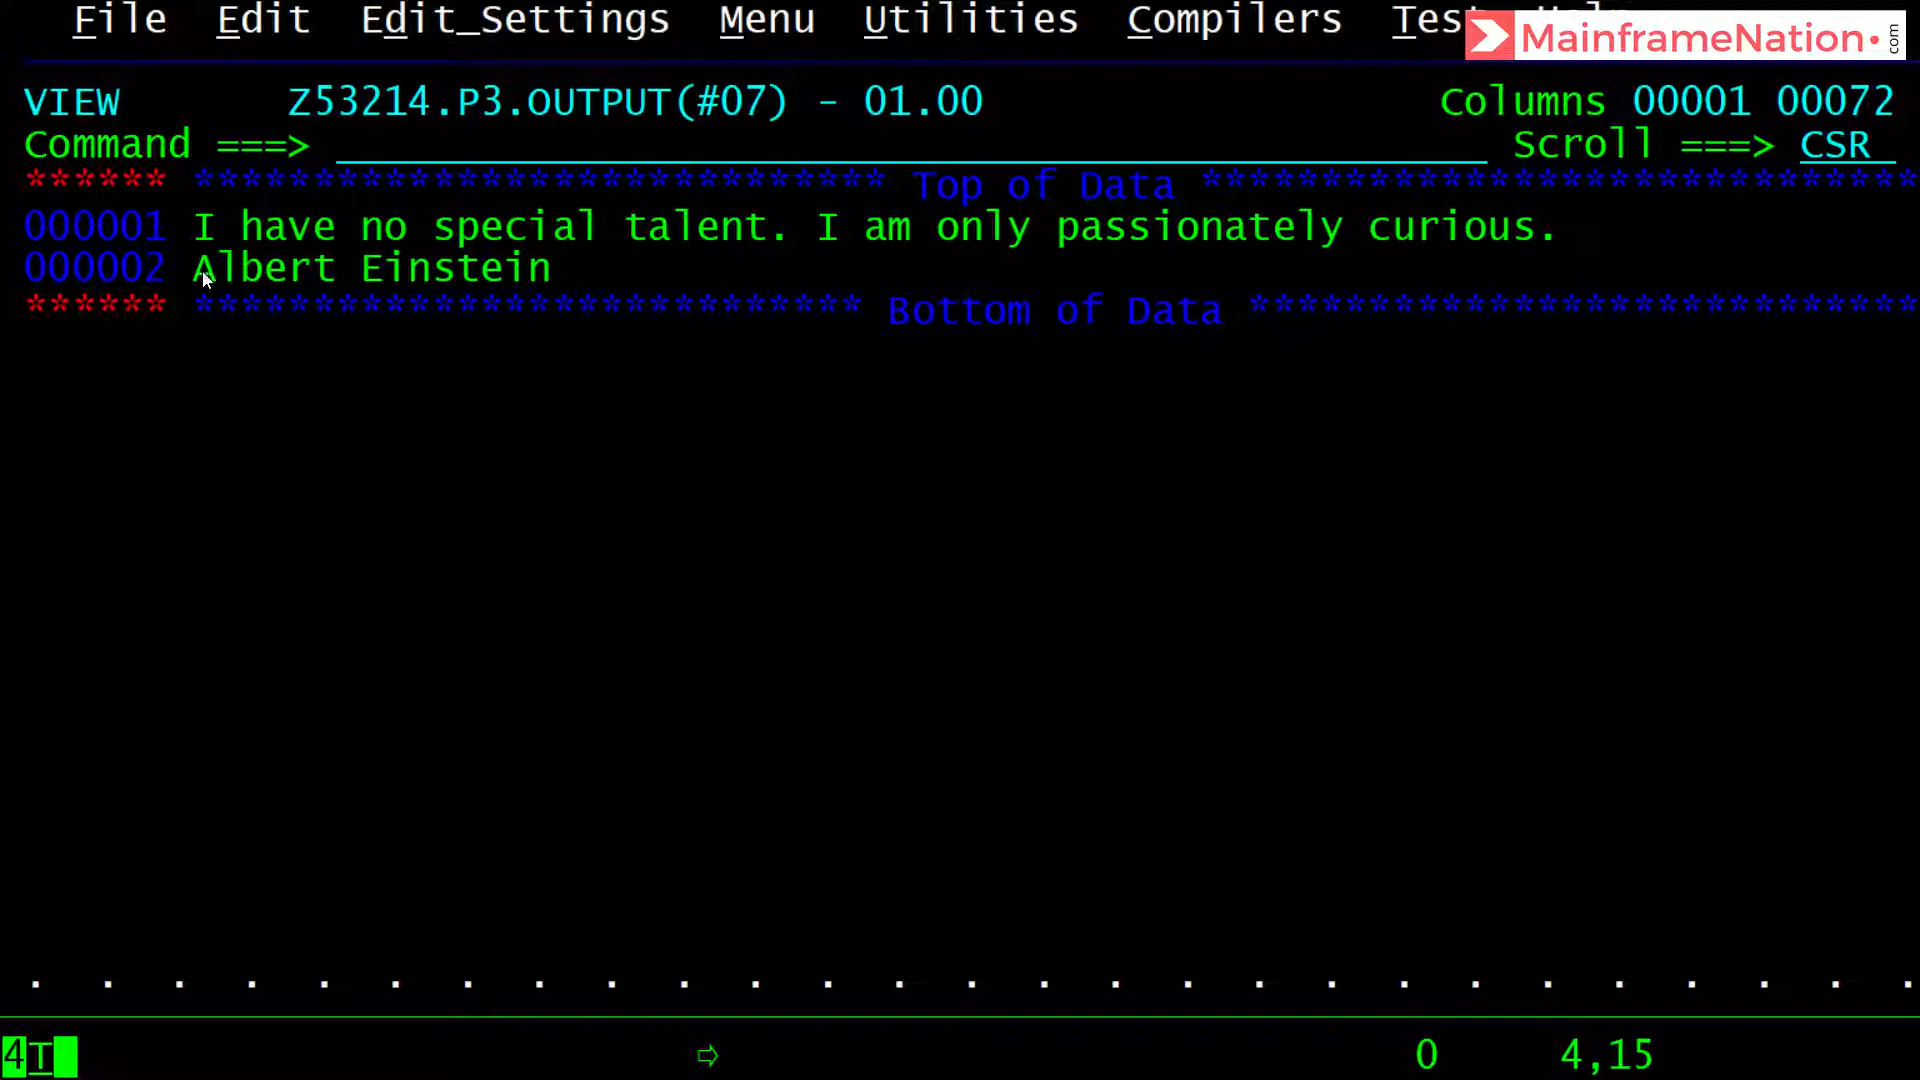 File  Edit  Edit_Settings  Menu  Utilities  Compilers  Test  Help
MainframeNation.com
VIEW       Z53214.P3.OUTPUT(#07) - 01.00                    Columns 00001 00072
Command ===>                                                  Scroll ===> CSR
****** ***************************** Top of Data ******************************
000001 I have no special talent. I am only passionately curious.
000002 Albert Einstein
****** **************************** Bottom of Data ****************************
. . . . . . . . . . . . . . . . . . . . . . . . . . .
4T ⇨ 0 4,15